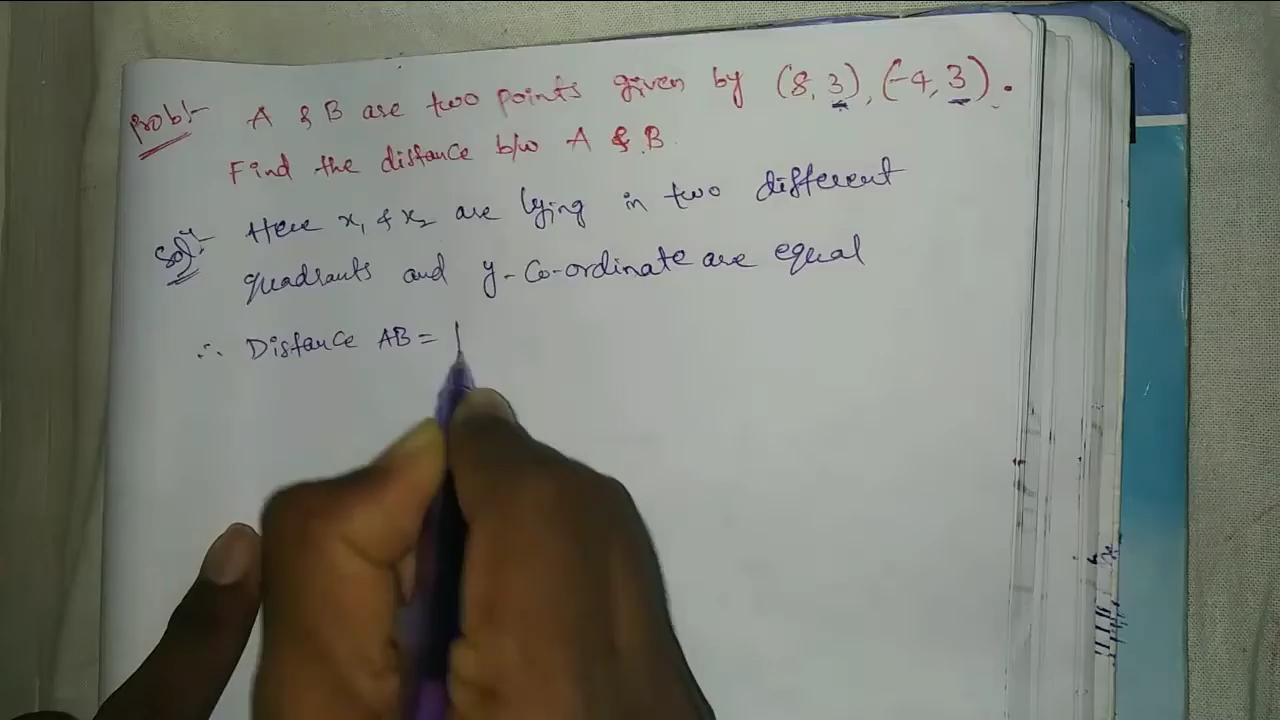 Prob:- A & B are two points given by (8, 3), (-4, 3).
Find the distance b/w A & B.
Solⁿ:- Here x₁ & x₂ are lying in two different
quadrants and y-Co-ordinate are equal
∴ Distance AB = |